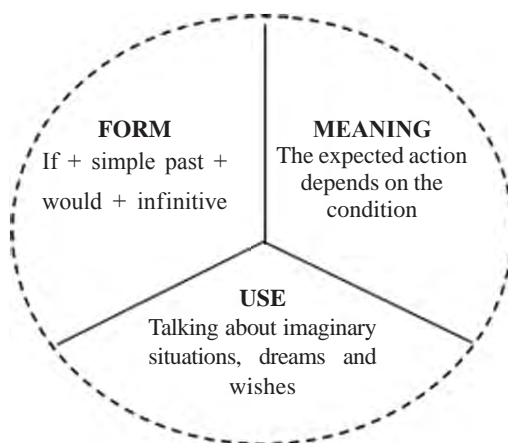 FORM
If + simple past +
would + infinitive
MEANING
The expected action
depends on the
condition
USE
Talking about imaginary
situations, dreams and
wishes